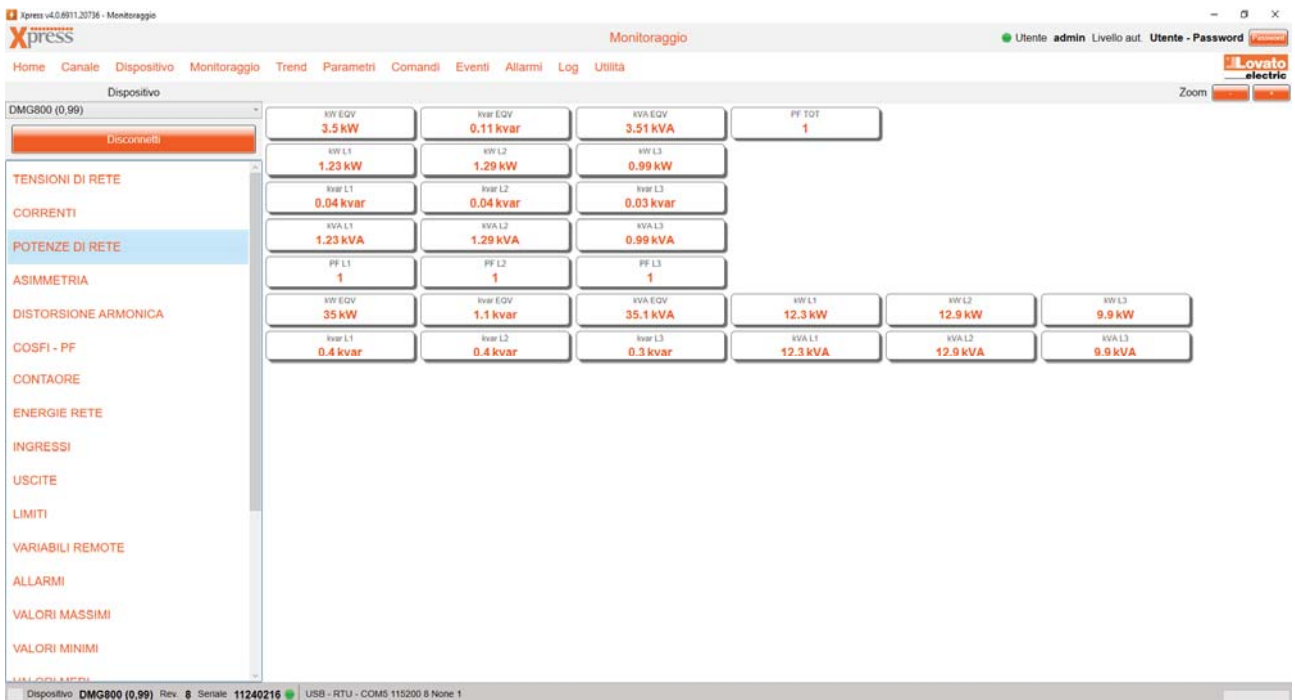 Xpress v4.0.6911.20736 - Monitoraggio
Xpress
Monitoraggio
Utente admin Livello aut. Utente - Password Password
Home Canale Dispositivo Monitoraggio Trend Parametri Comandi Eventi Allarmi Log Utilità
Lovato electric
Dispositivo
Zoom - +
DMG800 (0,99)
Disconnetti
TENSIONI DI RETE
CORRENTI
POTENZE DI RETE
ASIMMETRIA
DISTORSIONE ARMONICA
COSFI - PF
CONTAORE
ENERGIE RETE
INGRESSI
USCITE
LIMITI
VARIABILI REMOTE
ALLARMI
VALORI MASSIMI
VALORI MINIMI
VALORI MEDI
kW EQV kvar EQV kVA EQV PF TOT
3.5 kW 0.11 kvar 3.51 kVA 1
kW L1 kW L2 kW L3
1.23 kW 1.29 kW 0.99 kW
kvar L1 kvar L2 kvar L3
0.04 kvar 0.04 kvar 0.03 kvar
kVA L1 kVA L2 kVA L3
1.23 kVA 1.29 kVA 0.99 kVA
PF L1 PF L2 PF L3
1 1 1
kW EQV kvar EQV kVA EQV kW L1 kW L2 kW L3
35 kW 1.1 kvar 35.1 kVA 12.3 kW 12.9 kW 9.9 kW
kvar L1 kvar L2 kvar L3 kVA L1 kVA L2 kVA L3
0.4 kvar 0.4 kvar 0.3 kvar 12.3 kVA 12.9 kVA 9.9 kVA
Dispositivo DMG800 (0,99) Rev. 8 Seriale 11240216 USB - RTU - COM5 115200 8 None 1